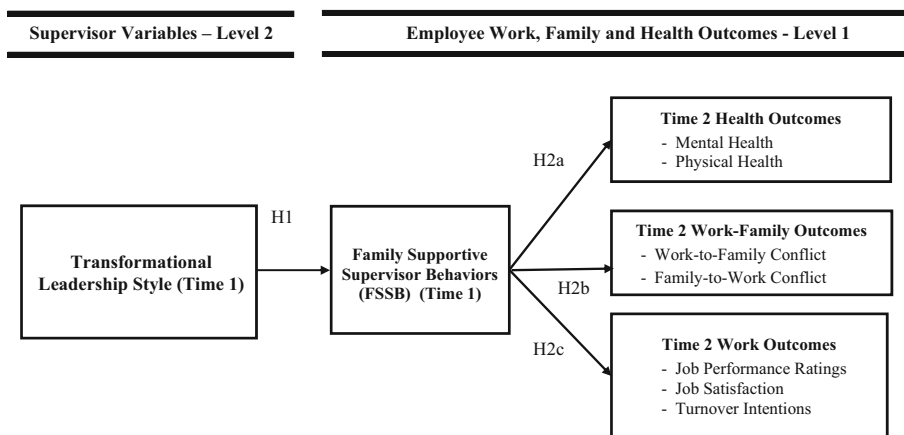 Supervisor Variables – Level 2
Employee Work, Family and Health Outcomes - Level 1
Time 2 Health Outcomes
- Mental Health
- Physical Health
H2a
H1
Transformational
Leadership Style (Time 1)
Family Supportive
Supervisor Behaviors
(FSSB) (Time 1)
Time 2 Work-Family Outcomes
- Work-to-Family Conflict
- Family-to-Work Conflict
H2b
H2c
Time 2 Work Outcomes
- Job Performance Ratings
- Job Satisfaction
- Turnover Intentions